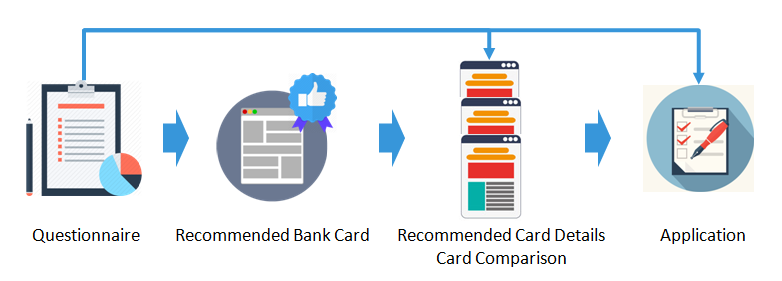 Questionnaire
Recommended Bank Card
Recommended Card Details
Card Comparison
Application